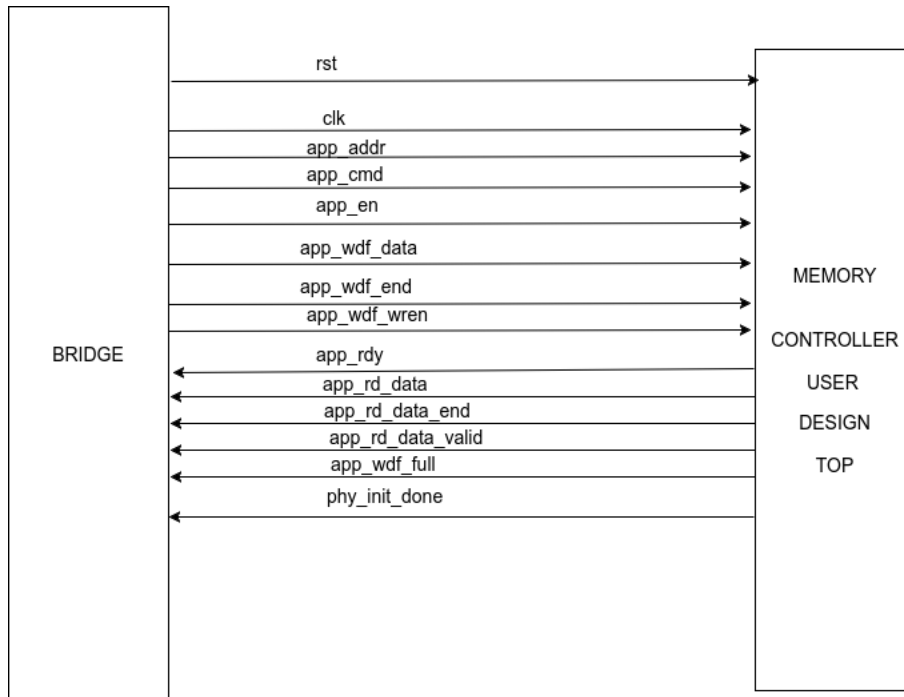 rst
clk
app_addr
app_cmd
app_en
app_wdf_data
app_wdf_end
app_wdf_wren
BRIDGE
app_rdy
app_rd_data
app_rd_data_end
app_rd_data_valid
app_wdf_full
phy_init_done
MEMORY
CONTROLLER
USER
DESIGN
TOP